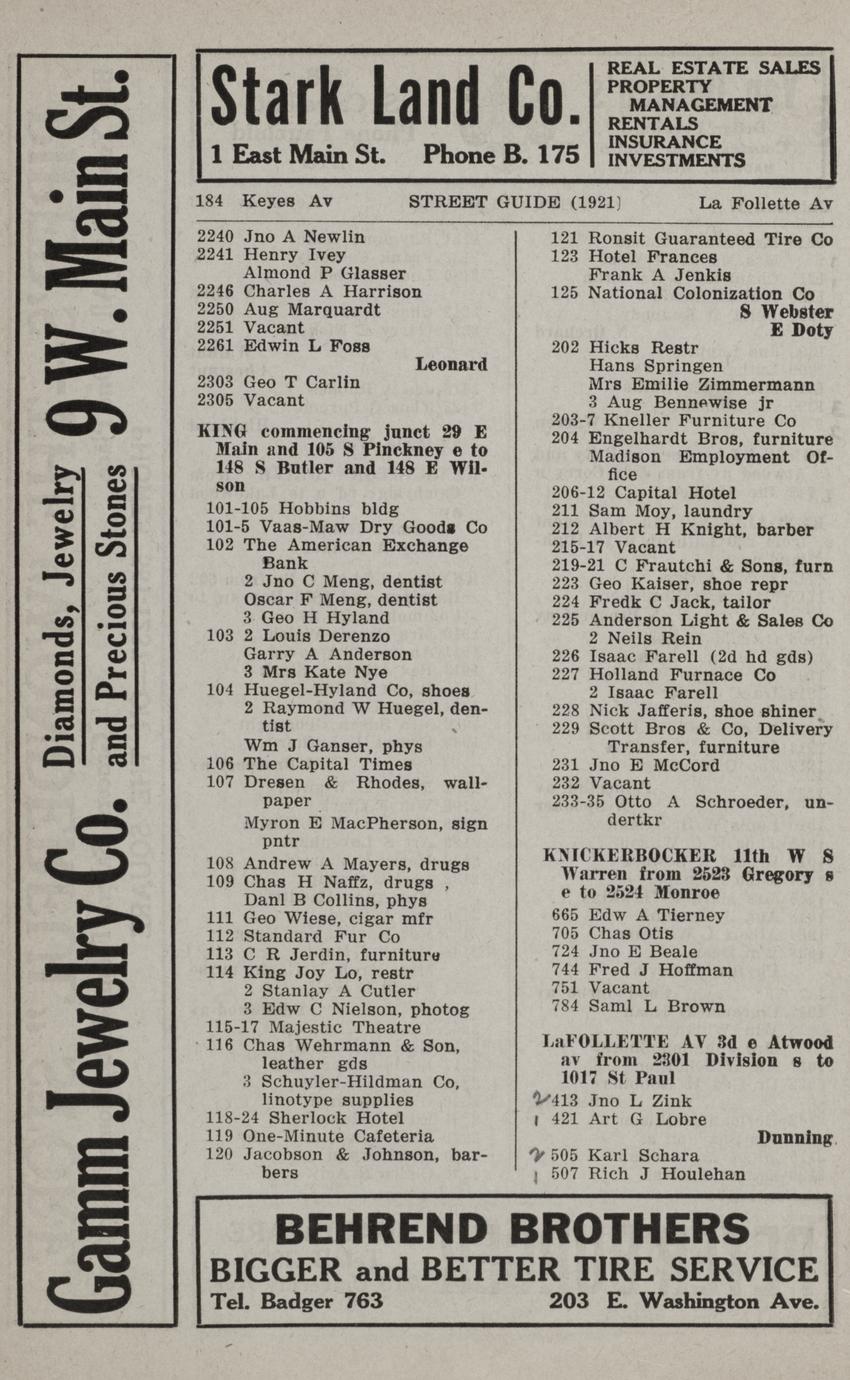 Gamm Jewelry Co. Diamonds, Jewelry and Precious Stones 9 W. Main St.
Stark Land Co.
1 East Main St. Phone B. 175
REAL ESTATE SALES
PROPERTY
MANAGEMENT
RENTALS
INSURANCE
INVESTMENTS
184 Keyes Av STREET GUIDE (1921) La Follette Av
2240 Jno A Newlin
2241 Henry Ivey
Almond P Glasser
2246 Charles A Harrison
2250 Aug Marquardt
2251 Vacant
2261 Edwin L Foss
Leonard
2303 Geo T Carlin
2305 Vacant
KING commencing junct 29 E
Main and 105 S Pinckney e to
148 S Butler and 148 E Wil-
son
101-105 Hobbins bldg
101-5 Vaas-Maw Dry Goods Co
102 The American Exchange
Bank
2 Jno C Meng, dentist
Oscar F Meng, dentist
3 Geo H Hyland
103 2 Louis Derenzo
Garry A Anderson
3 Mrs Kate Nye
104 Huegel-Hyland Co, shoes
2 Raymond W Huegel, den-
tist
Wm J Ganser, phys
106 The Capital Times
107 Dresen & Rhodes, wall-
paper
Myron E MacPherson, sign
pntr
108 Andrew A Mayers, drugs
109 Chas H Naffz, drugs ,
Danl B Collins, phys
111 Geo Wiese, cigar mfr
112 Standard Fur Co
113 C R Jerdin, furniture
114 King Joy Lo, restr
2 Stanlay A Cutler
3 Edw C Nielson, photog
115-17 Majestic Theatre
116 Chas Wehrmann & Son,
leather gds
3 Schuyler-Hildman Co,
linotype supplies
118-24 Sherlock Hotel
119 One-Minute Cafeteria
120 Jacobson & Johnson, bar-
bers
121 Ronsit Guaranteed Tire Co
123 Hotel Frances
Frank A Jenkis
125 National Colonization Co
S Webster
E Doty
202 Hicks Restr
Hans Springen
Mrs Emilie Zimmermann
3 Aug Bennewise jr
203-7 Kneller Furniture Co
204 Engelhardt Bros, furniture
Madison Employment Of-
fice
206-12 Capital Hotel
211 Sam Moy, laundry
212 Albert H Knight, barber
215-17 Vacant
219-21 C Frautchi & Sons, furn
223 Geo Kaiser, shoe repr
224 Fredk C Jack, tailor
225 Anderson Light & Sales Co
2 Neils Rein
226 Isaac Farell (2d hd gds)
227 Holland Furnace Co
2 Isaac Farell
228 Nick Jafferis, shoe shiner
229 Scott Bros & Co, Delivery
Transfer, furniture
231 Jno E McCord
232 Vacant
233-35 Otto A Schroeder, un-
dertkr
KNICKERBOCKER 11th W S
Warren from 2523 Gregory s
e to 2524 Monroe
665 Edw A Tierney
705 Chas Otis
724 Jno E Beale
744 Fred J Hoffman
751 Vacant
784 Saml L Brown
LaFOLLETTE AV 3d e Atwood
av from 2301 Division s to
1017 St Paul
2 413 Jno L Zink
1 421 Art G Lobre
Dunning
2 505 Karl Schara
1 507 Rich J Houlehan
BEHREND BROTHERS
BIGGER and BETTER TIRE SERVICE
Tel. Badger 763 203 E. Washington Ave.